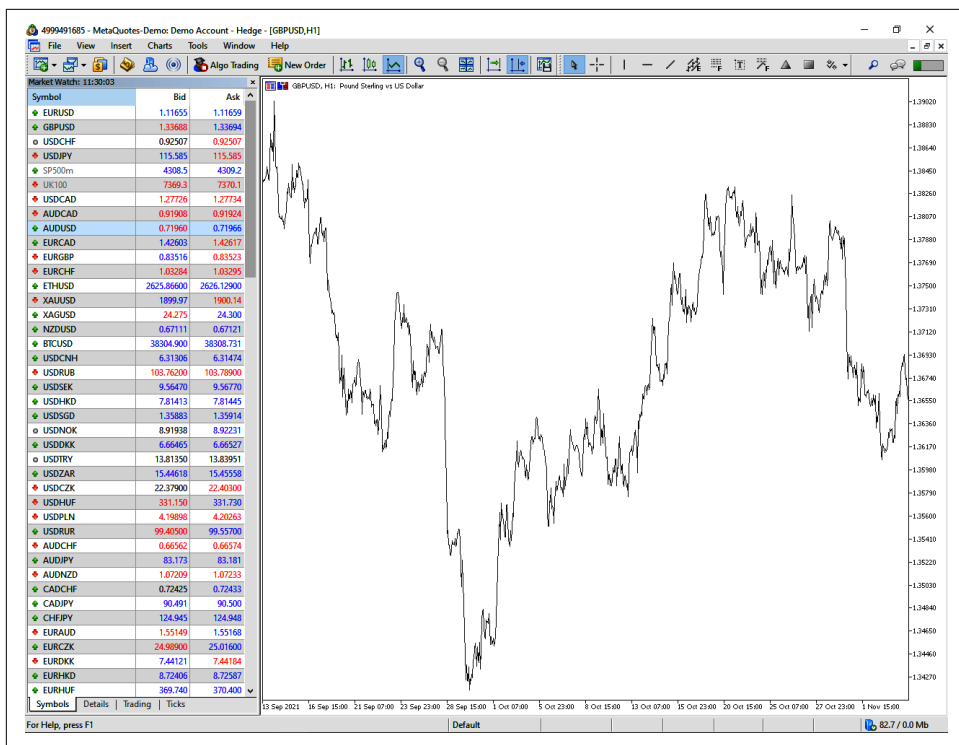 4999491685 - MetaQuotes-Demo: Demo Account - Hedge - [GBPUSD,H1]
File View Insert Charts Tools Window Help
Algo Trading New Order
Market Watch: 11:30:03
Symbol Bid Ask
EURUSD 1.11655 1.11659
GBPUSD 1.33688 1.33694
USDCHF 0.92507 0.92507
USDJPY 115.585 115.585
SP500m 4308.5 4309.2
UK100 7369.3 7370.1
USDCAD 1.27726 1.27734
AUDCAD 0.91908 0.91924
AUDUSD 0.71960 0.71966
EURCAD 1.42603 1.42617
EURGBP 0.83516 0.83523
EURCHF 1.03284 1.03295
ETHUSD 2625.86600 2626.12900
XAUUSD 1899.97 1900.14
XAGUSD 24.275 24.300
NZDUSD 0.67111 0.67121
BTCUSD 38304.900 38308.731
USDCNH 6.31306 6.31474
USDRUB 103.76200 103.78900
USDSEK 9.56470 9.56770
USDHKD 7.81413 7.81445
USDSGD 1.35883 1.35914
USDNOK 8.91938 8.92231
USDDKK 6.66465 6.66527
USDTRY 13.81350 13.83951
USDZAR 15.44618 15.45558
USDCZK 22.37900 22.40300
USDHUF 331.150 331.730
USDPLN 4.19898 4.20263
USDRUR 99.40500 99.55700
AUDCHF 0.66562 0.66574
AUDJPY 83.173 83.181
AUDNZD 1.07209 1.07233
CADCHF 0.72425 0.72433
CADJPY 90.491 90.500
CHFJPY 124.945 124.948
EURAUD 1.55149 1.55168
EURCZK 24.98900 25.01600
EURDKK 7.44121 7.44184
EURHKD 8.72406 8.72587
EURHUF 369.740 370.400
Symbols Details Trading Ticks
GBPUSD, H1: Pound Sterling vs US Dollar
1.39020
1.38830
1.38640
1.38450
1.38260
1.38070
1.37880
1.37690
1.37500
1.37310
1.37120
1.36930
1.36740
1.36550
1.36360
1.36170
1.35980
1.35790
1.35600
1.35410
1.35220
1.35030
1.34840
1.34650
1.34460
1.34270
13 Sep 2021 16 Sep 15:00 21 Sep 07:00 23 Sep 23:00 28 Sep 15:00 1 Oct 07:00 5 Oct 23:00 8 Oct 15:00 13 Oct 07:00 15 Oct 23:00 20 Oct 15:00 25 Oct 07:00 27 Oct 23:00 1 Nov 15:00
For Help, press F1 Default 82.7 / 0.0 Mb